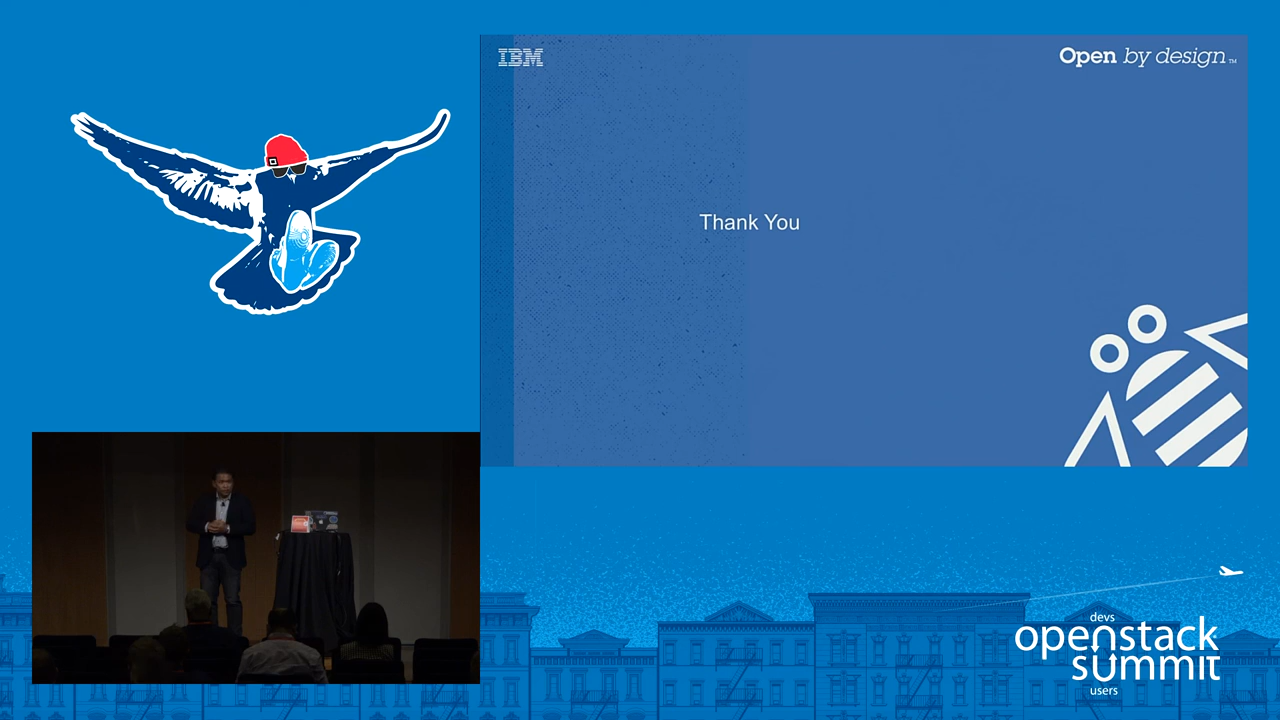 IBM
Open by design™
Thank You
devs
openstack
summit
users